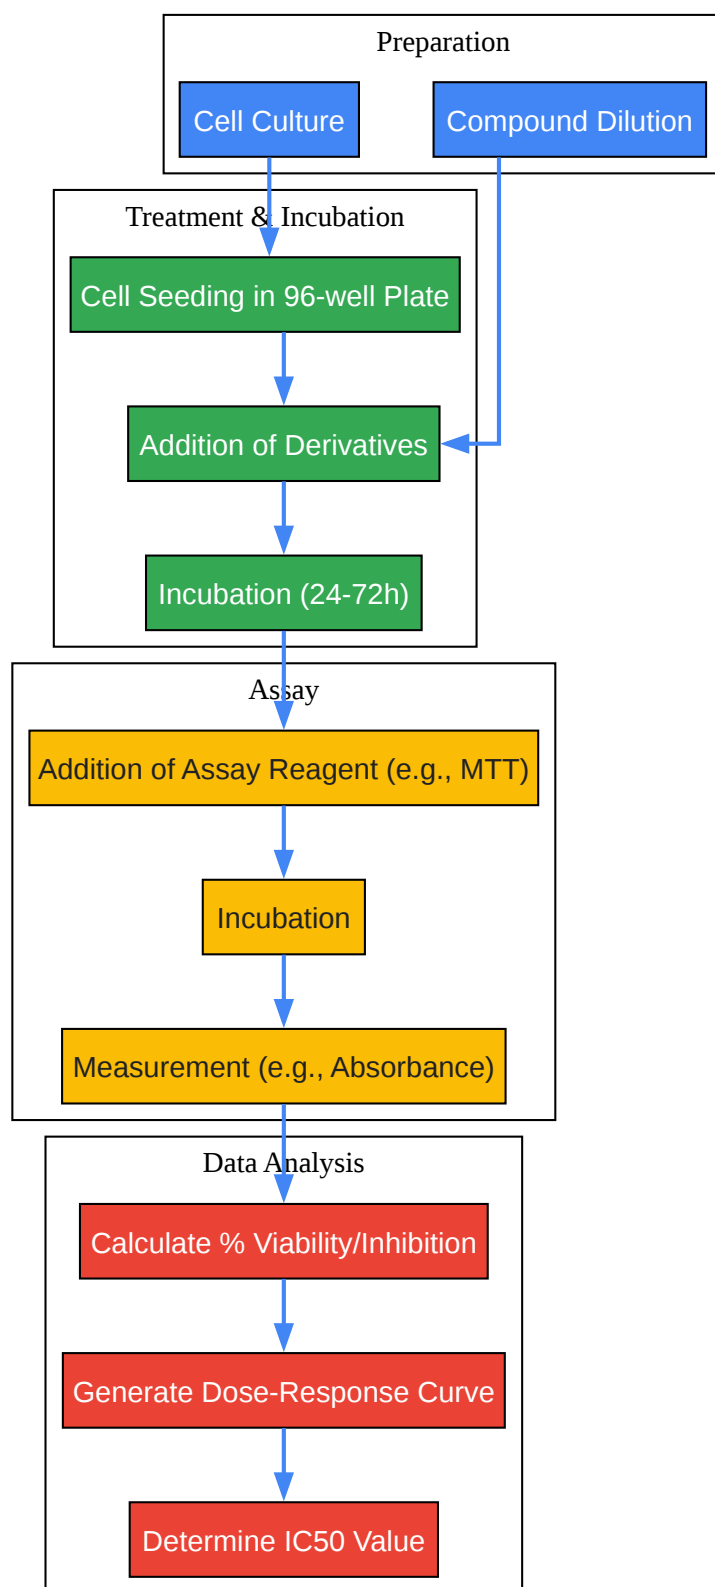 Preparation
Cell Culture
Compound Dilution
Treatment & Incubation
Cell Seeding in 96-well Plate
Addition of Derivatives
Incubation (24-72h)
Assay
Addition of Assay Reagent (e.g., MTT)
Incubation
Measurement (e.g., Absorbance)
Data Analysis
Calculate % Viability/Inhibition
Generate Dose-Response Curve
Determine IC50 Value